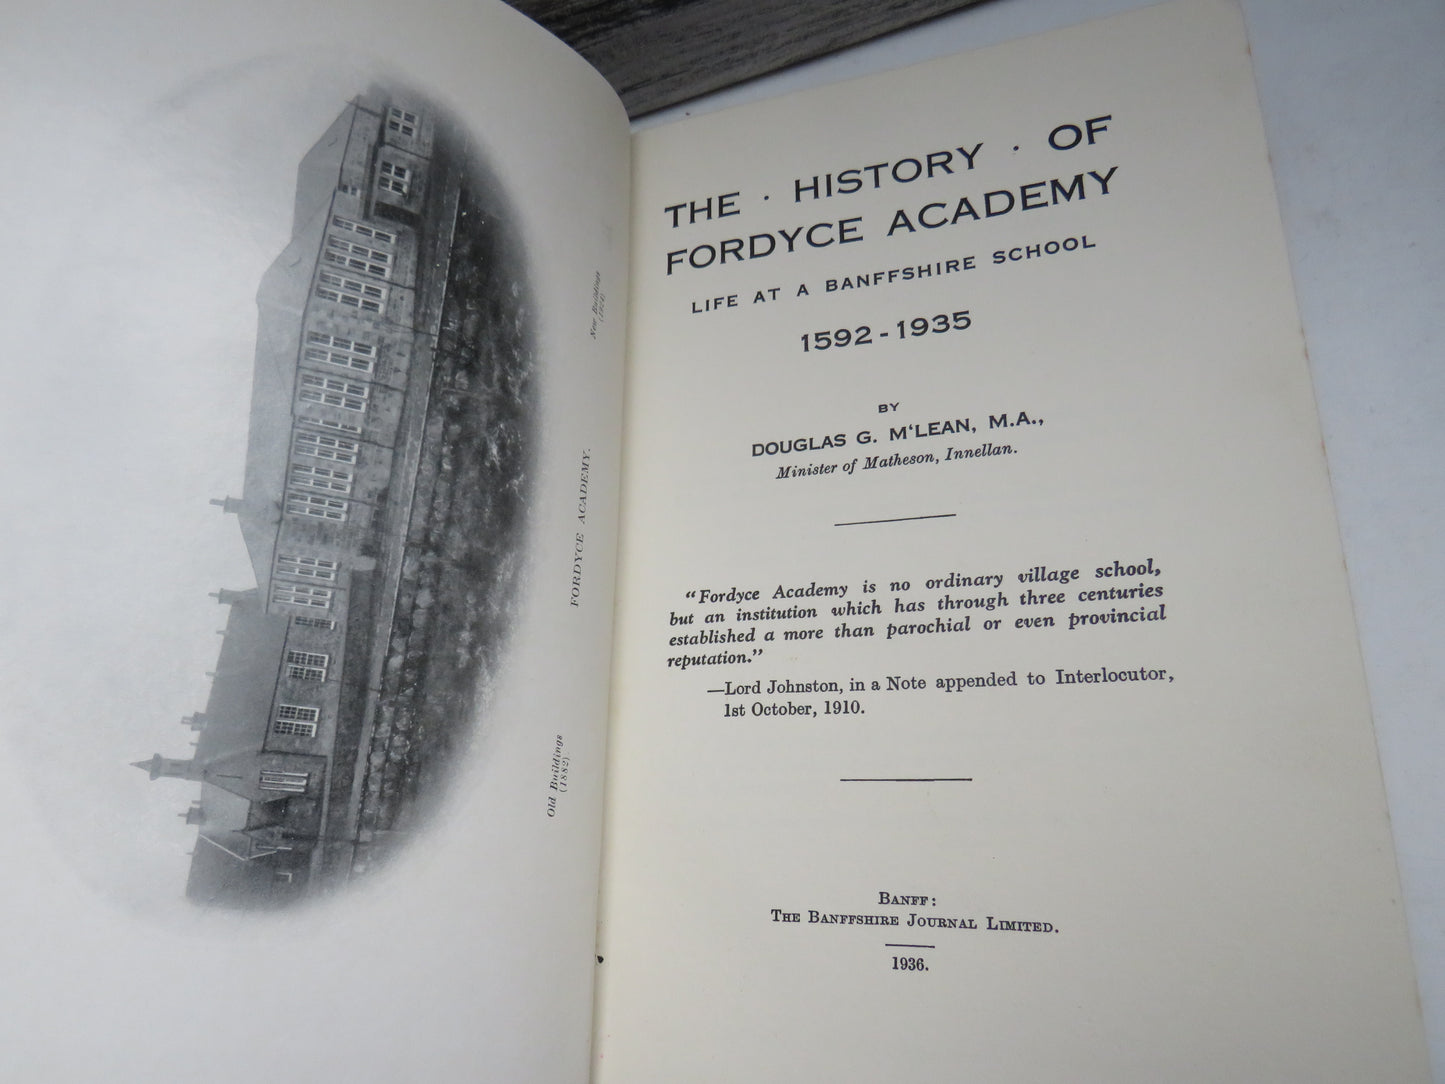 New Buildings
(1924)
FORDYCE ACADEMY.
Old Buildings
(1882)
THE · HISTORY · OF
FORDYCE ACADEMY
LIFE AT A BANFFSHIRE SCHOOL
1592-1935
BY
DOUGLAS G. M‘LEAN, M.A.,
Minister of Matheson, Innellan.
“Fordyce Academy is no ordinary village school,
but an institution which has through three centuries
established a more than parochial or even provincial
reputation.”
—Lord Johnston, in a Note appended to Interlocutor,
1st October, 1910.
BANFF:
THE BANFFSHIRE JOURNAL LIMITED.
1936.